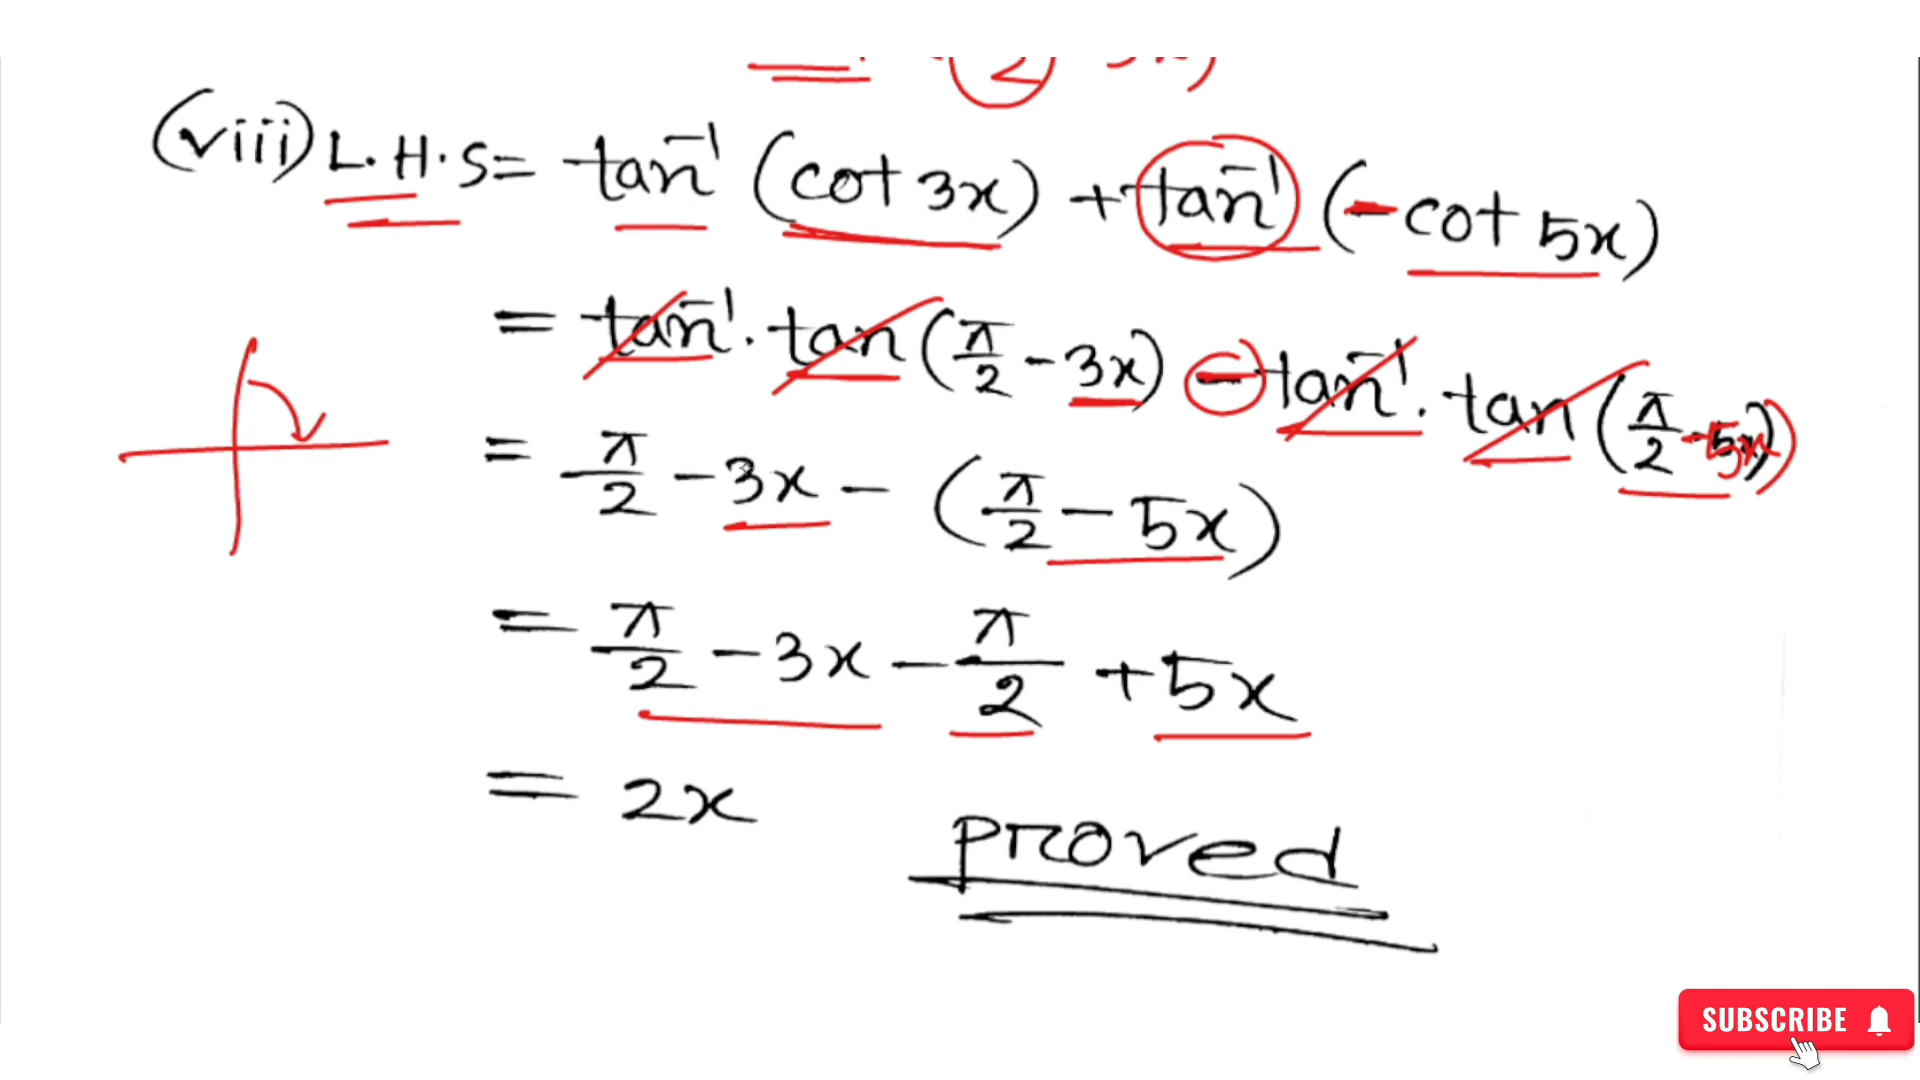 (viii) L.H.S = tan⁻¹ (cot 3x) + tan⁻¹ (-cot 5x)
= tan⁻¹. tan (π/2 - 3x) - tan⁻¹. tan (π/2 - 5x)
= π/2 - 3x - (π/2 - 5x)
= π/2 - 3x - π/2 + 5x
= 2x
proved
SUBSCRIBE